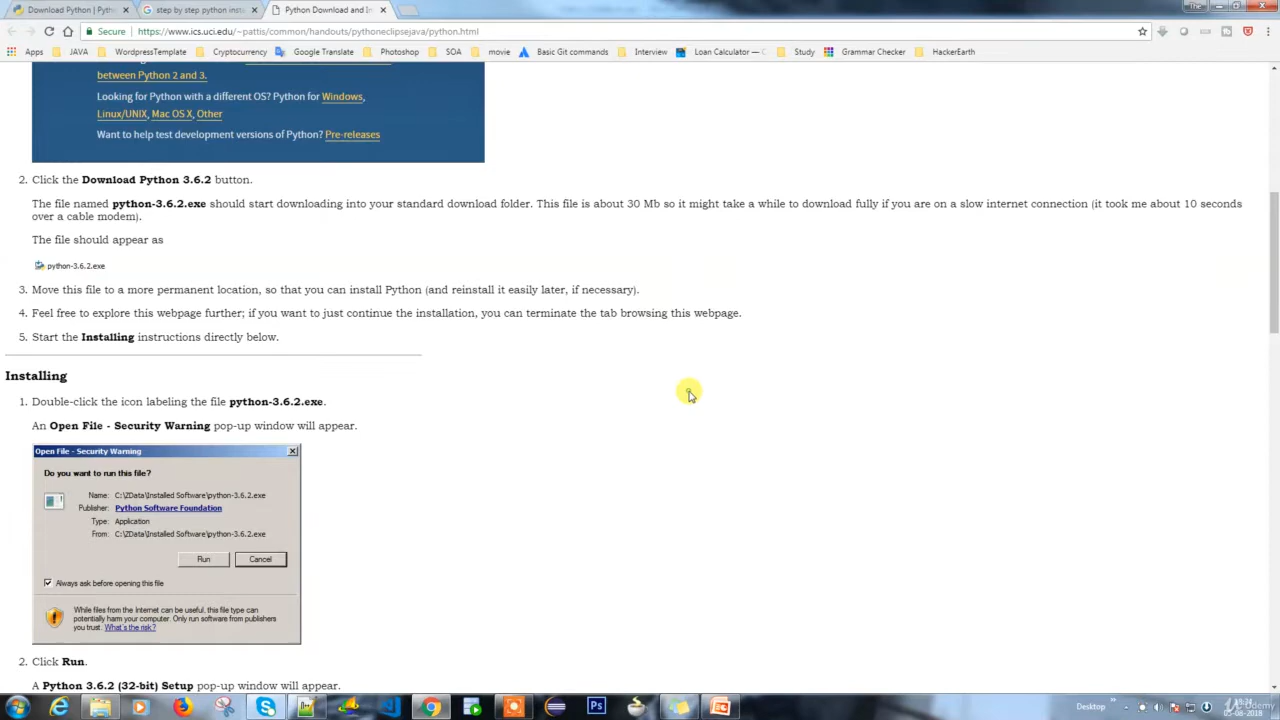 Download Python | Pyth
step by step python inst
Python Download and In
The
Secure
https://www.ics.uci.edu/~pattis/common/handouts/pythoneclipsejava/python.html
Apps JAVA WordpressTemplate Cryptocurrency Google Translate Photoshop SOA movie Basic Git commands Interview Loan Calculator — Study Grammar Checker HackerEarth
between Python 2 and 3.
Looking for Python with a different OS? Python for Windows,
Linux/UNIX, Mac OS X, Other
Want to help test development versions of Python? Pre-releases
2. Click the Download Python 3.6.2 button.
The file named python-3.6.2.exe should start downloading into your standard download folder. This file is about 30 Mb so it might take a while to download fully if you are on a slow internet connection (it took me about 10 seconds
over a cable modem).
The file should appear as
python-3.6.2.exe
3. Move this file to a more permanent location, so that you can install Python (and reinstall it easily later, if necessary).
4. Feel free to explore this webpage further; if you want to just continue the installation, you can terminate the tab browsing this webpage.
5. Start the Installing instructions directly below.
Installing
1. Double-click the icon labeling the file python-3.6.2.exe.
An Open File - Security Warning pop-up window will appear.
Open File - Security Warning
Do you want to run this file?
Name: C:\ZData\Installed Software\python-3.6.2.exe
Publisher: Python Software Foundation
Type: Application
From: C:\ZData\Installed Software\python-3.6.2.exe
Run Cancel
Always ask before opening this file
While files from the Internet can be useful, this file type can
potentially harm your computer. Only run software from publishers
you trust. What's the risk?
2. Click Run.
A Python 3.6.2 (32-bit) Setup pop-up window will appear.
Desktop
Udemy
05-08-2018